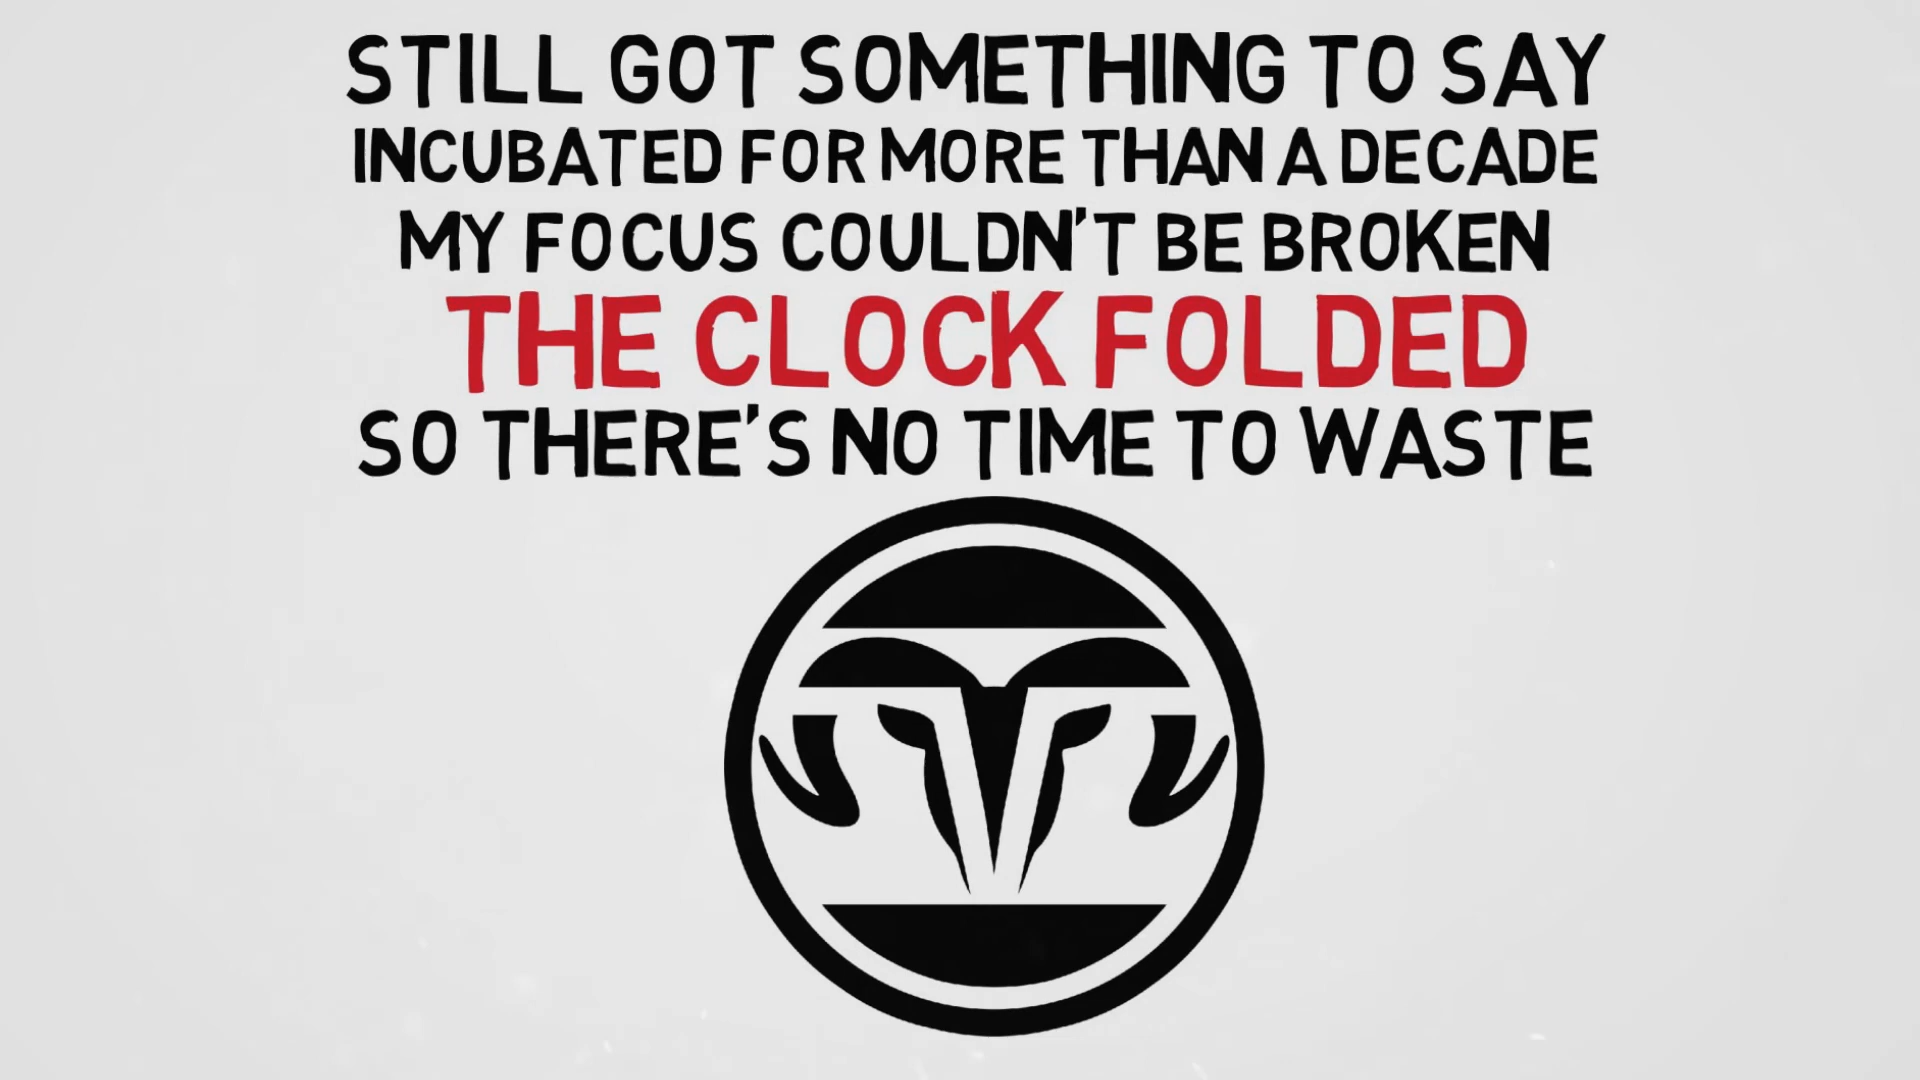 STILL GOT SOMETHING TO SAY
INCUBATED FOR MORE THAN A DECADE
MY FOCUS COULDN'T BE BROKEN
THE CLOCK FOLDED
SO THERE'S NO TIME TO WASTE